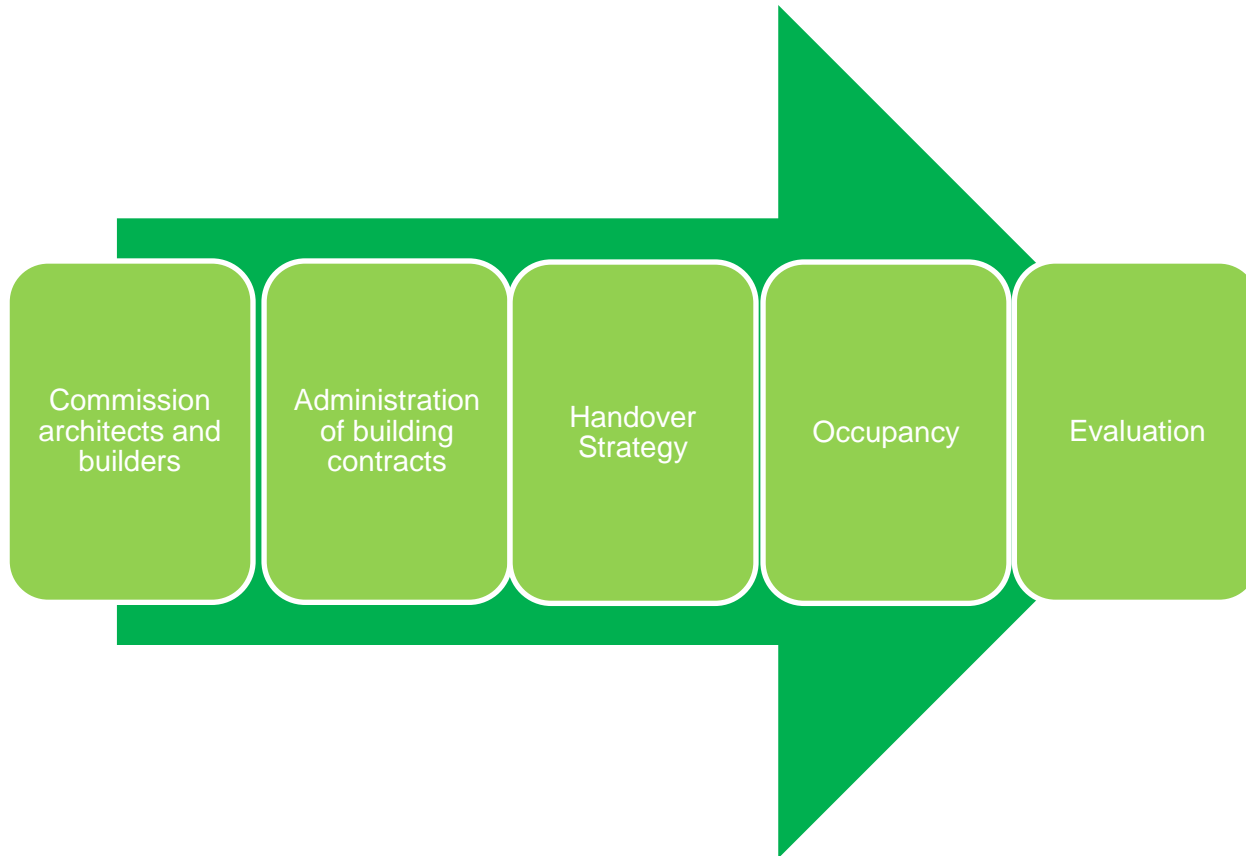 Commission
architects and
builders
Administration
of building
contracts
Handover
Strategy
Occupancy
Evaluation